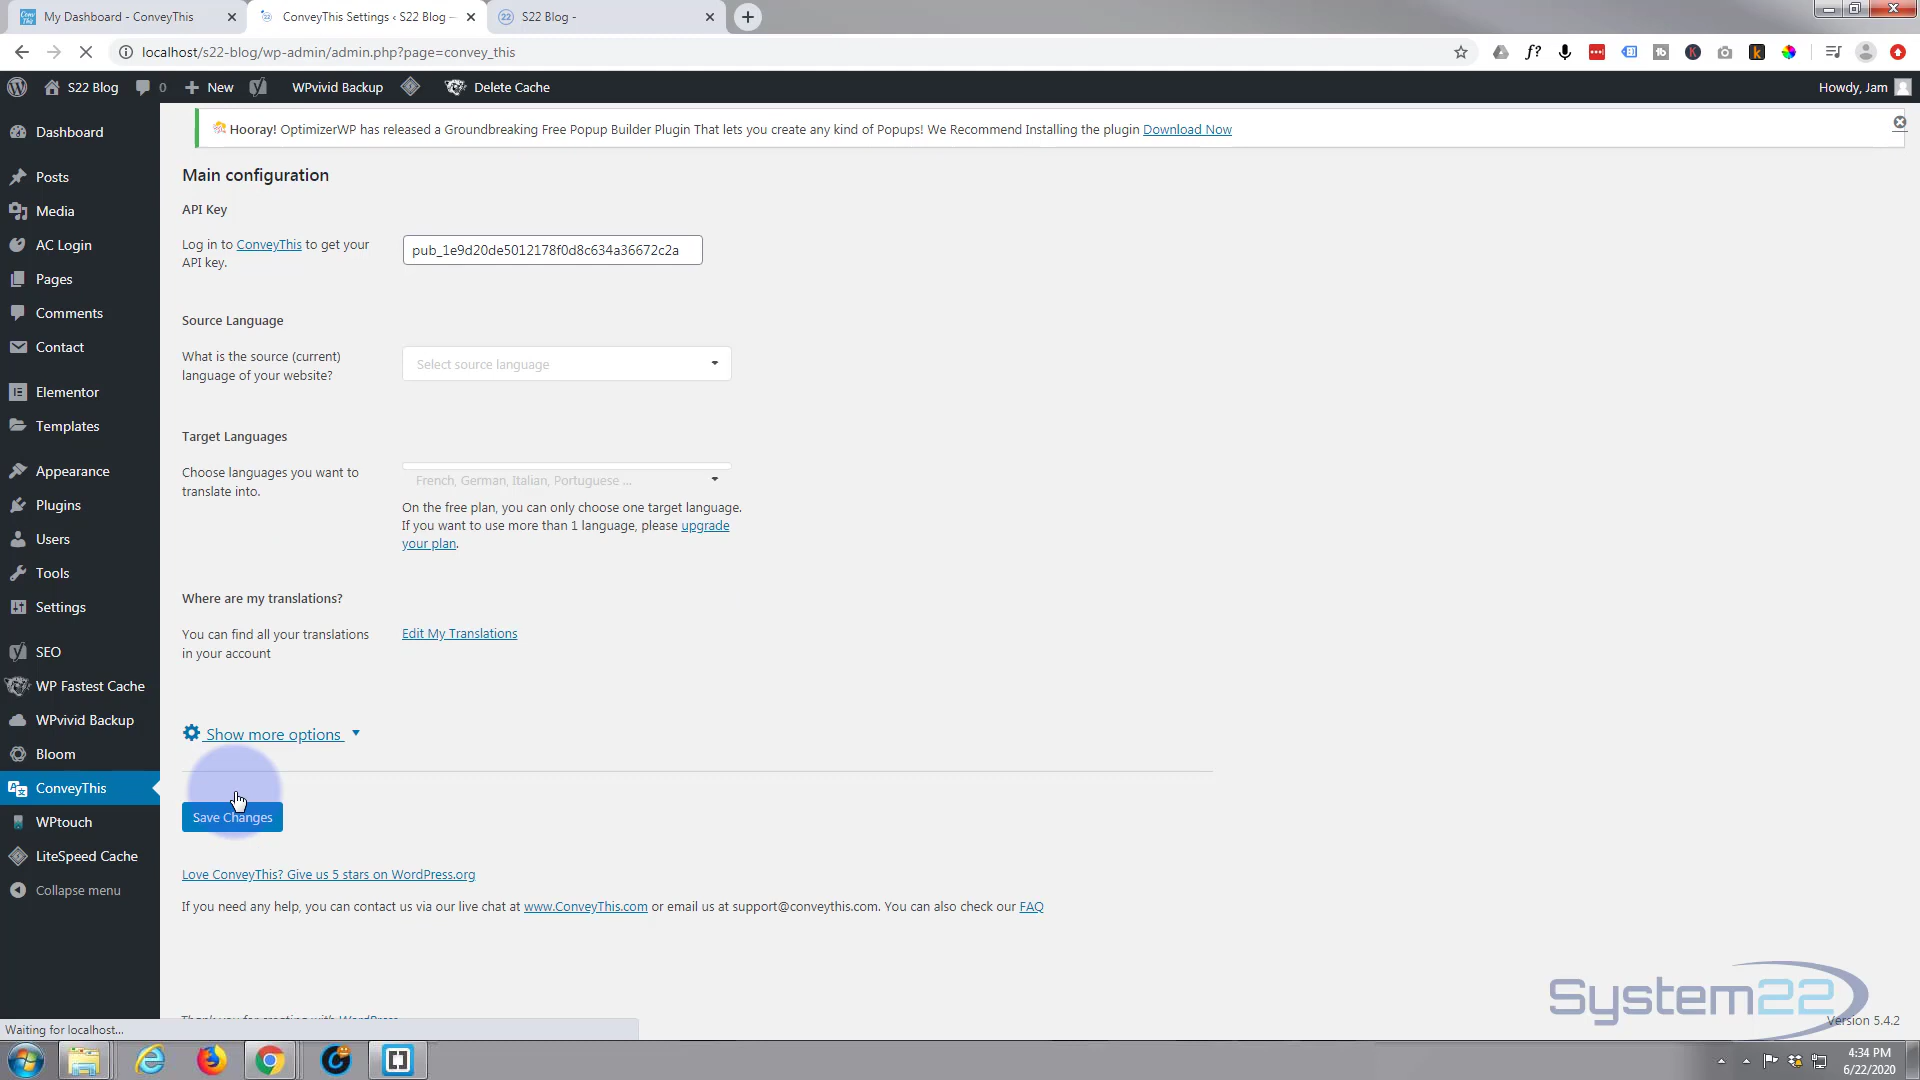 My Dashboard - ConveyThis
ConveyThis Settings ‹ S22 Blog —
S22 Blog -
localhost/s22-blog/wp-admin/admin.php?page=convey_this
S22 Blog
0
New
WPvivid Backup
Delete Cache
Howdy, Jam
Dashboard
Posts
Media
AC Login
Pages
Comments
Contact
Elementor
Templates
Appearance
Plugins
Users
Tools
Settings
SEO
WP Fastest Cache
WPvivid Backup
Bloom
ConveyThis
WPtouch
LiteSpeed Cache
Collapse menu
Hooray! OptimizerWP has released a Groundbreaking Free Popup Builder Plugin That lets you create any kind of Popups! We Recommend Installing the plugin Download Now
Main configuration
API Key
Log in to ConveyThis to get your
API key.
pub_1e9d20de5012178f0d8c634a36672c2a
Source Language
What is the source (current)
language of your website?
Select source language
Target Languages
Choose languages you want to
translate into.
French, German, Italian, Portuguese ...
On the free plan, you can only choose one target language.
If you want to use more than 1 language, please upgrade
your plan.
Where are my translations?
You can find all your translations
in your account
Edit My Translations
Show more options
Save Changes
Love ConveyThis? Give us 5 stars on WordPress.org
If you need any help, you can contact us via our live chat at www.ConveyThis.com or email us at support@conveythis.com. You can also check our FAQ
Thank you for creating with WordPress
System22
Version 5.4.2
Waiting for localhost...
4:34 PM
6/22/2020